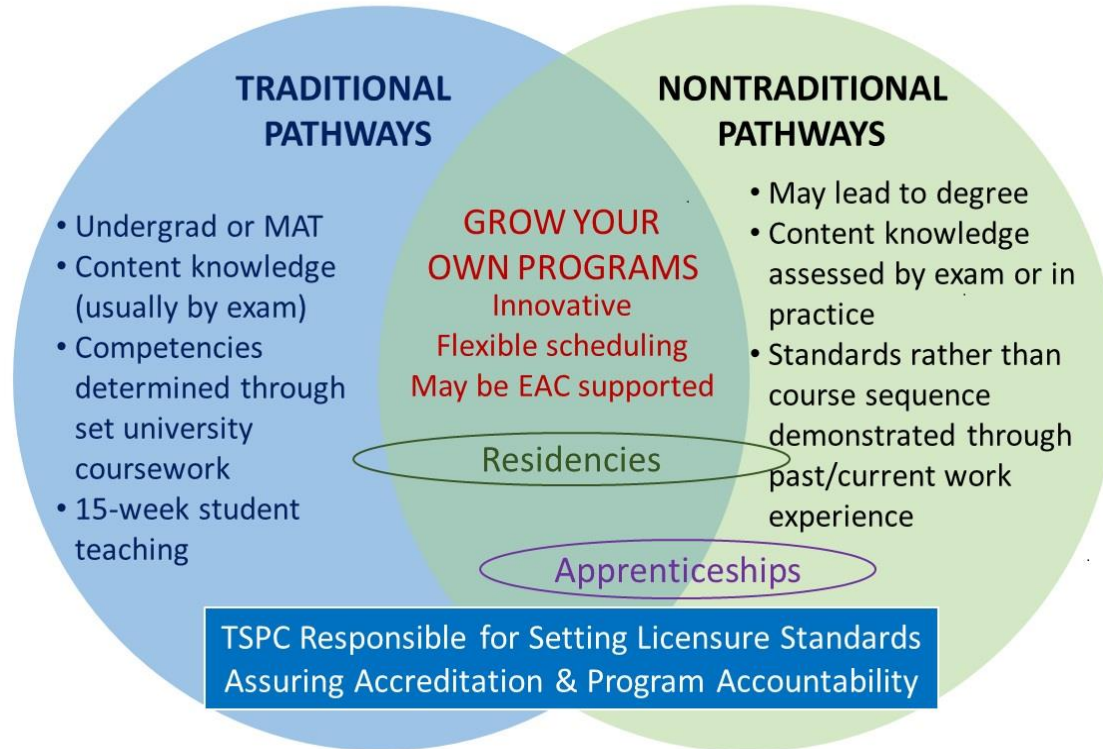 TRADITIONAL
PATHWAYS
• Undergrad or MAT
• Content knowledge
(usually by exam)
• Competencies
determined through
set university
coursework
• 15-week student
teaching
GROW YOUR
OWN PROGRAMS
Innovative
Flexible scheduling
May be EAC supported
Residencies
Apprenticeships
NONTRADITIONAL
PATHWAYS
• May lead to degree
• Content knowledge
assessed by exam or in
practice
• Standards rather than
course sequence
demonstrated through
past/current work
experience
TSPC Responsible for Setting Licensure Standards
Assuring Accreditation & Program Accountability